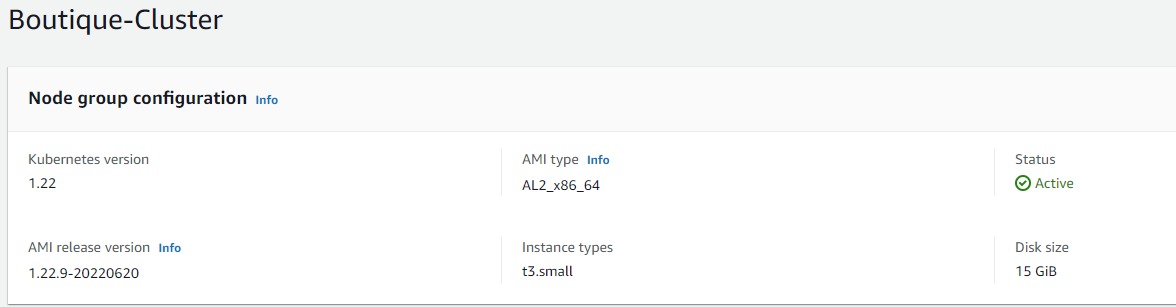 Boutique-Cluster
Node group configuration Info
Kubernetes version
1.22
AMI type Info
AL2_x86_64
Status
Active
AMI release version Info
1.22.9-20220620
Instance types
t3.small
Disk size
15 GiB